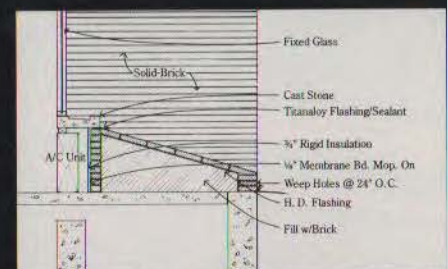 Fixed Glass
Solid-Brick
Cast Stone
Titanaloy Flashing/Sealant
A/C Unit
¾" Rigid Insulation
⅛" Membrane Bd. Mop. On
Weep Holes @ 24" O.C.
H. D. Flashing
Fill w/Brick